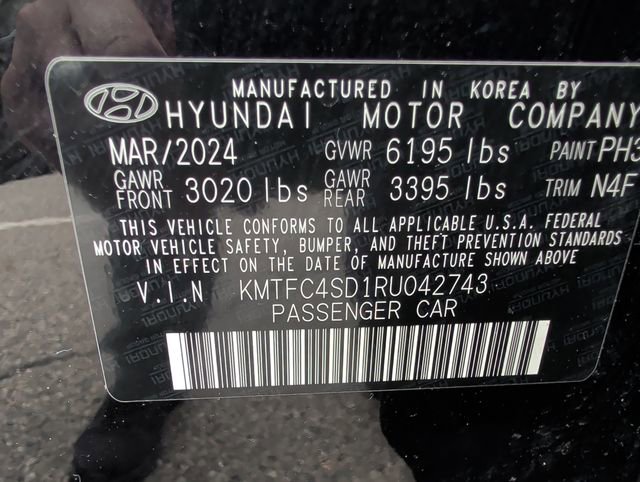 MANUFACTURED IN KOREA BY
HYUNDAI MOTOR COMPANY
MAR/2024 GVWR 6195 lbs PAINT PH3
GAWR FRONT 3020 lbs GAWR REAR 3395 lbs TRIM N4F
THIS VEHICLE CONFORMS TO ALL APPLICABLE U.S.A. FEDERAL
MOTOR VEHICLE SAFETY, BUMPER, AND THEFT PREVENTION STANDARDS
IN EFFECT ON THE DATE OF MANUFACTURE SHOWN ABOVE
V.I.N KMTFC4SD1RU042743
PASSENGER CAR